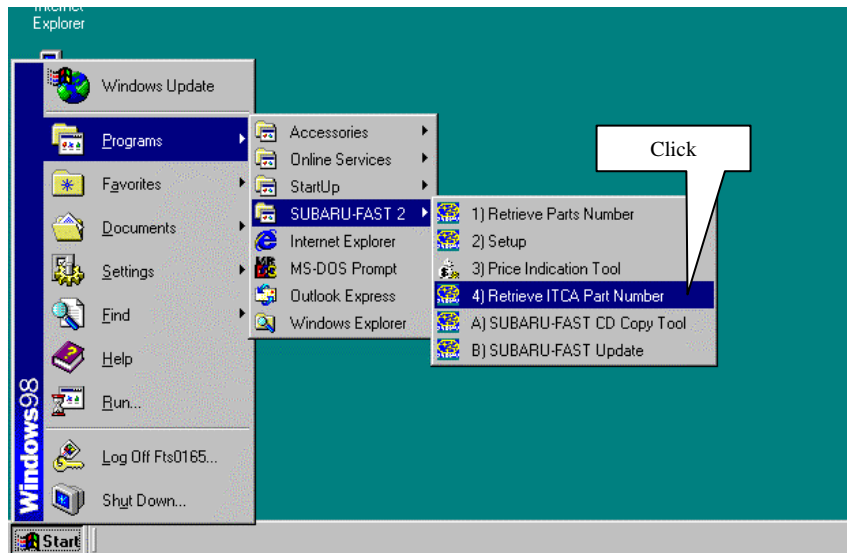 Explorer
Windows Update
Programs
Favorites
Documents
Settings
Find
Help
Run...
Log Off Fts0165...
Shut Down...
Windows98
Start
Accessories
Online Services
StartUp
SUBARU-FAST 2
Internet Explorer
MS-DOS Prompt
Outlook Express
Windows Explorer
1) Retrieve Parts Number
2) Setup
3) Price Indication Tool
4) Retrieve ITCA Part Number
A) SUBARU-FAST CD Copy Tool
B) SUBARU-FAST Update
Click